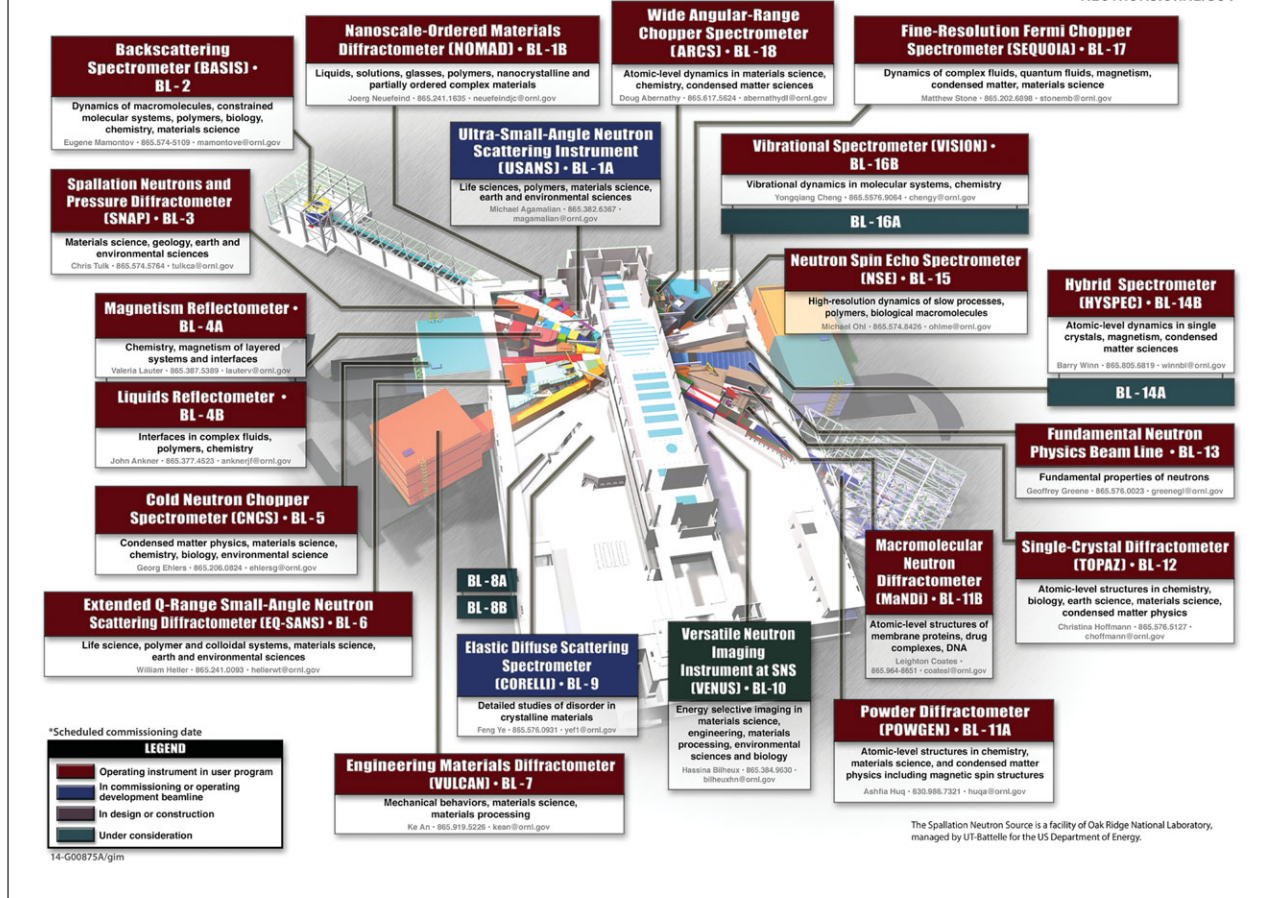 Backscattering
Spectrometer (BASIS) •
BL-2
Dynamics of macromolecules, constrained
molecular systems, polymers, biology,
chemistry, materials science
Eugene Mamontov • 865.574-5109 • mamontove@ornl.gov
Nanoscale-Ordered Materials
Diffractometer (NOMAD) • BL-1B
Liquids, solutions, glasses, polymers, nanocrystalline and
partially ordered complex materials
Joerg Neuefeind • 865.241.1635 • neuefeindjc@ornl.gov
Wide Angular-Range
Chopper Spectrometer
(ARCS) • BL-18
Atomic-level dynamics in materials science,
chemistry, condensed matter sciences
Doug Abernathy • 865.617.5624 • abernathydl@ornl.gov
Fine-Resolution Fermi Chopper
Spectrometer (SEQUOIA) • BL-17
Dynamics of complex fluids, quantum fluids, magnetism,
condensed matter, materials science
Matthew Stone • 865.202.6898 • stonemb@ornl.gov
Ultra-Small-Angle Neutron
Scattering Instrument
(USANS) • BL-1A
Life sciences, polymers, materials science,
earth and environmental sciences
Michael Agamalian • 865.382.6367 •
magamalian@ornl.gov
Vibrational Spectrometer (VISION) •
BL-16B
Vibrational dynamics in molecular systems, chemistry
Yongqiang Cheng • 865.5576.9064 • chengy@ornl.gov
BL-16A
Spallation Neutrons and
Pressure Diffractometer
(SNAP) • BL-3
Materials science, geology, earth and
environmental sciences
Chris Tulk • 865.574.5764 • tulkca@ornl.gov
Neutron Spin Echo Spectrometer
(NSE) • BL-15
High-resolution dynamics of slow processes,
polymers, biological macromolecules
Michael Ohl • 865.574.8426 • ohlme@ornl.gov
Hybrid Spectrometer
(HYSPEC) • BL-14B
Atomic-level dynamics in single
crystals, magnetism, condensed
matter sciences
Barry Winn • 865.805.6819 • winnbl@ornl.gov
BL-14A
Magnetism Reflectometer •
BL-4A
Chemistry, magnetism of layered
systems and interfaces
Valeria Lauter • 865.387.5389 • lauterv@ornl.gov
Liquids Reflectometer •
BL-4B
Interfaces in complex fluids,
polymers, chemistry
John Ankner • 865.377.4523 • anknerjf@ornl.gov
Fundamental Neutron
Physics Beam Line • BL-13
Fundamental properties of neutrons
Geoffrey Greene • 865.576.0023 • greenegl@ornl.gov
Cold Neutron Chopper
Spectrometer (CNCS) • BL-5
Condensed matter physics, materials science,
chemistry, biology, environmental science
Georg Ehlers • 865.206.0824 • ehlersg@ornl.gov
Macromolecular
Neutron
Diffractometer
(MaNDi) • BL-11B
Atomic-level structures of
membrane proteins, drug
complexes, DNA
Leighton Coates •
865.964-8651 • coatesl@ornl.gov
Single-Crystal Diffractometer
(TOPAZ) • BL-12
Atomic-level structures in chemistry,
biology, earth science, materials science,
condensed matter physics
Christina Hoffmann • 865.576.5127 •
choffmann@ornl.gov
BL-8A
BL-8B
Extended Q-Range Small-Angle Neutron
Scattering Diffractometer (EQ-SANS) • BL-6
Life science, polymer and colloidal systems, materials science,
earth and environmental sciences
William Heller • 865.241.0093 • hellerwt@ornl.gov
Elastic Diffuse Scattering
Spectrometer
(CORELLI) • BL-9
Detailed studies of disorder in
crystalline materials
Feng Ye • 865.576.0931 • yef1@ornl.gov
Versatile Neutron
Imaging
Instrument at SNS
(VENUS) • BL-10
Energy selective imaging in
materials science,
engineering, materials
processing, environmental
sciences and biology
Hassina Bilheux • 865.384.9630 •
bilheuxhn@ornl.gov
Powder Diffractometer
(POWGEN) • BL-11A
Atomic-level structures in chemistry,
materials science, and condensed matter
physics including magnetic spin structures
Ashfia Huq • 630.986.7321 • huqa@ornl.gov
Engineering Materials Diffractometer
(VULCAN) • BL-7
Mechanical behaviors, materials science,
materials processing
Ke An • 865.919.5226 • kean@ornl.gov
*Scheduled commissioning date
LEGEND
Operating instrument in user program
In commissioning or operating
development beamline
In design or construction
Under consideration
14-G00875A/gim
The Spallation Neutron Source is a facility of Oak Ridge National Laboratory,
managed by UT-Battelle for the US Department of Energy.